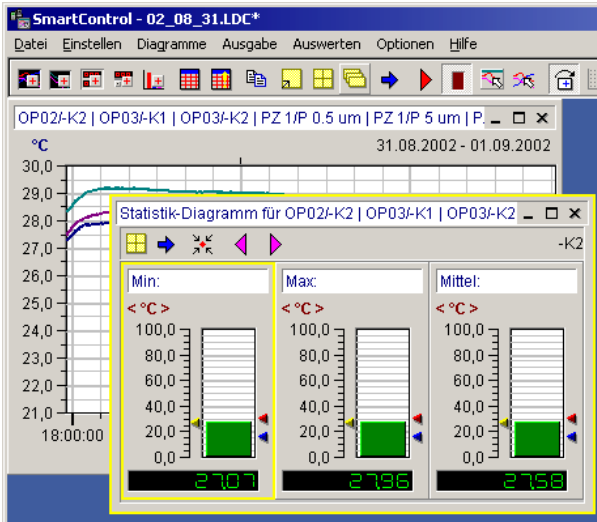 SmartControl - 02_08_31.LDC*
Datei Einstellen Diagramme Ausgabe Auswerten Optionen Hilfe
OP02/-K2 | OP03/-K1 | OP03/-K2 | PZ 1/P 0.5 um | PZ 1/P 5 um | P.
°C
31.08.2002 - 01.09.2002
30,0
29,0
28,0
27,0
26,0
25,0
24,0
23,0
22,0
21,0
18:00:00
Statistik-Diagramm für OP02/-K2 | OP03/-K1 | OP03/-K2
-K2
Min: Max: Mittel:
< °C > < °C > < °C >
100,0 100,0 100,0
80,0 80,0 80,0
60,0 60,0 60,0
40,0 40,0 40,0
20,0 20,0 20,0
0,0 0,0 0,0
27,07 27,96 27,58